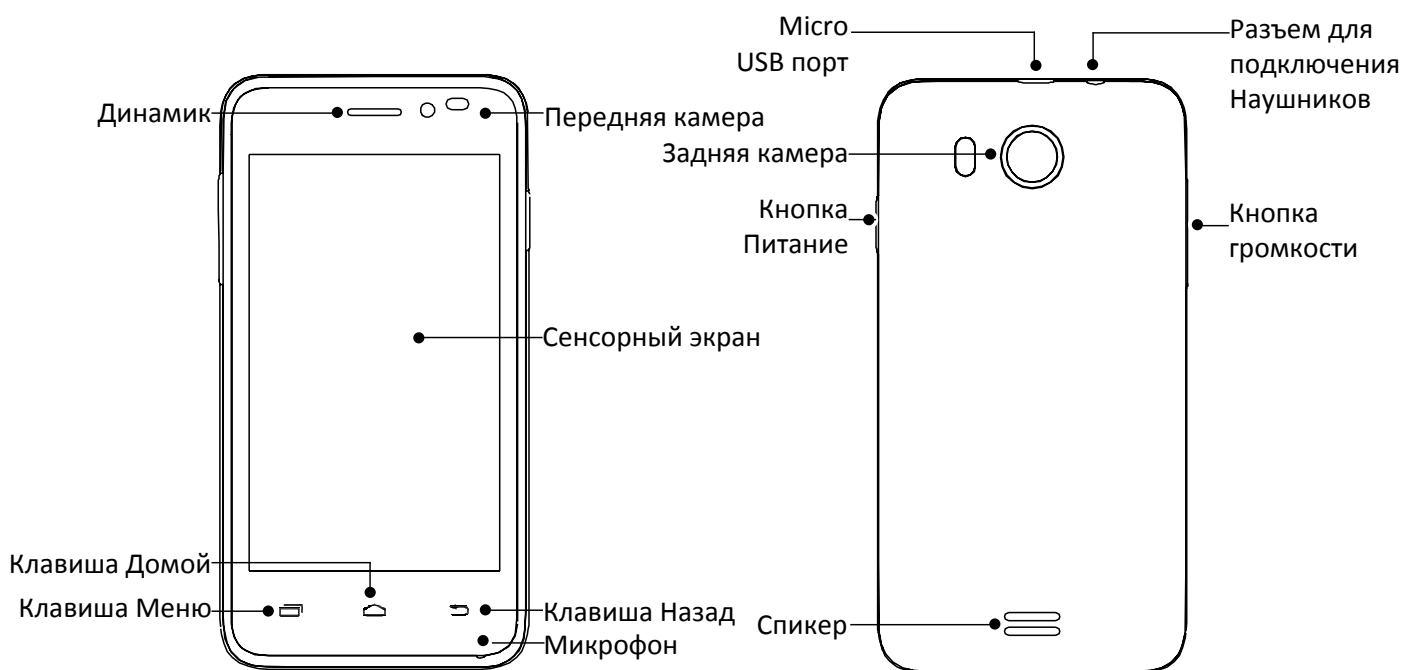 Динамик
Передняя камера
Сенсорный экран
Клавиша Домой
Клавиша Меню
Клавиша Назад
Микрофон
Micro
USB порт
Разъем для
подключения
Наушников
Задняя камера
Кнопка
Питание
Кнопка
громкости
Спикер